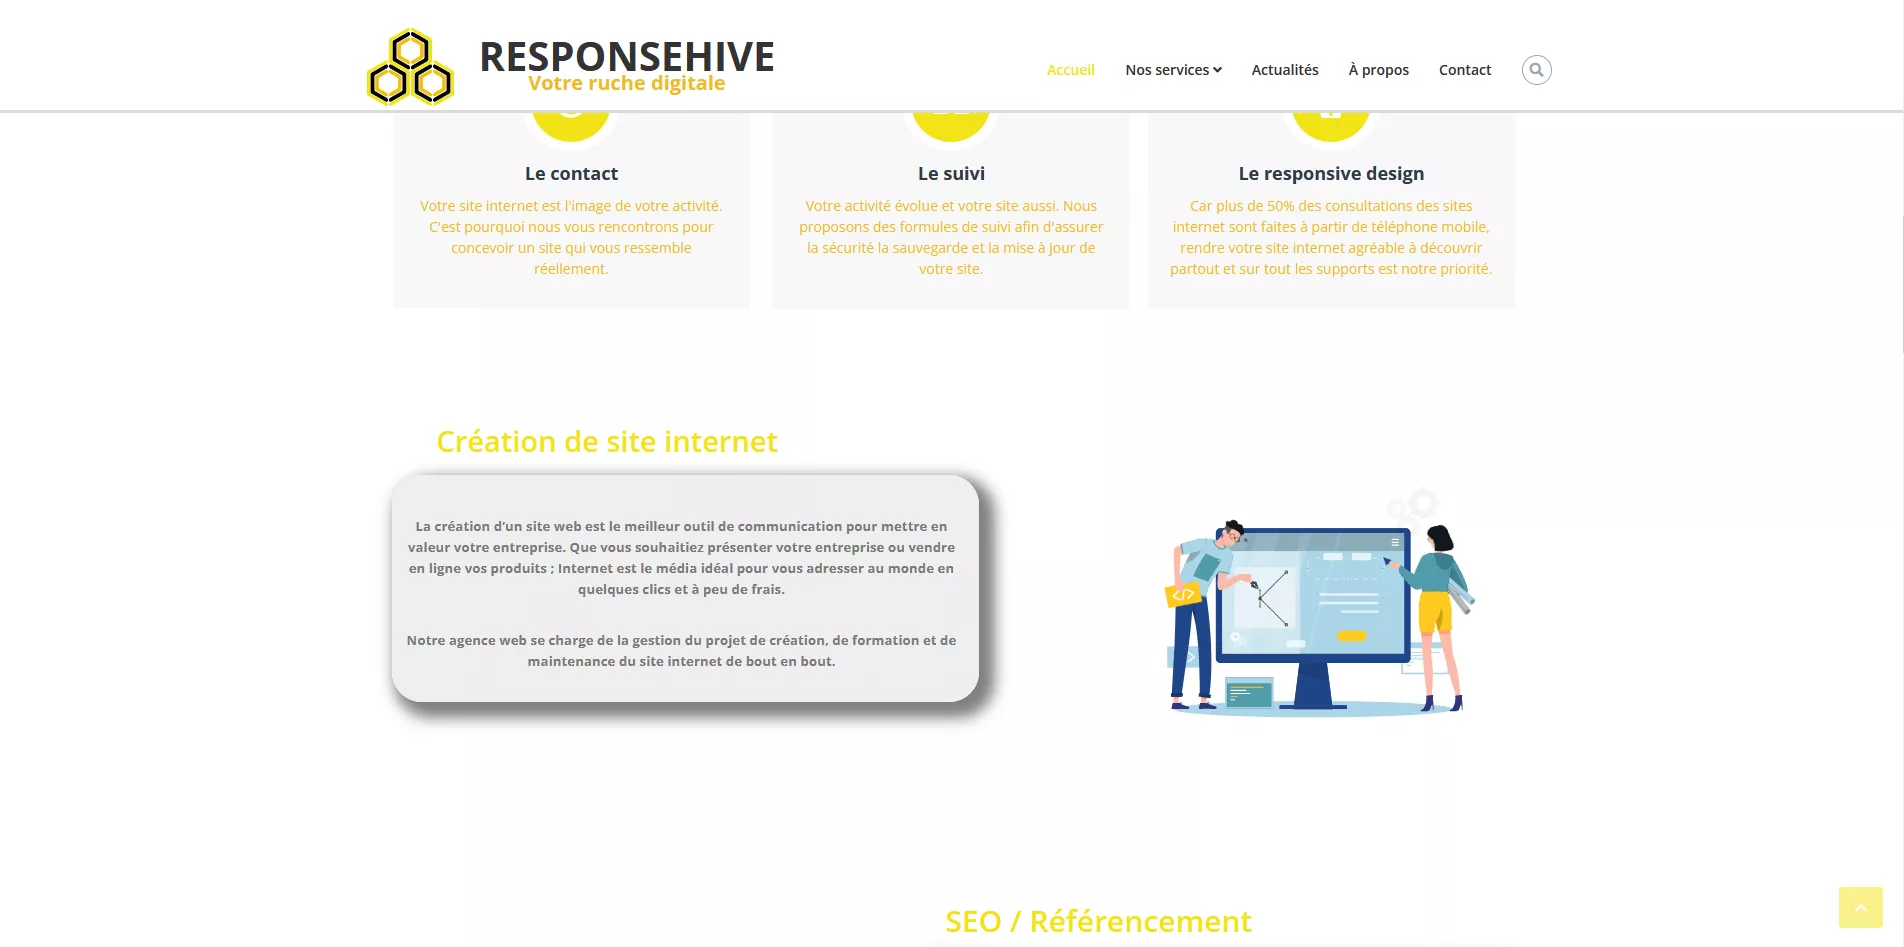 RESPONSEHIVE
Votre ruche digitale
Accueil
Nos services
Actualités
À propos
Contact
Le contact
Votre site internet est l'image de votre activité.
C'est pourquoi nous vous rencontrons pour
concevoir un site qui vous ressemble
réellement.
Le suivi
Votre activité évolue et votre site aussi. Nous
proposons des formules de suivi afin d'assurer
la sécurité la sauvegarde et la mise à jour de
votre site.
Le responsive design
Car plus de 50% des consultations des sites
internet sont faites à partir de téléphone mobile,
rendre votre site internet agréable à découvrir
partout et sur tout les supports est notre priorité.
Création de site internet
La création d’un site web est le meilleur outil de communication pour mettre en
valeur votre entreprise. Que vous souhaitiez présenter votre entreprise ou vendre
en ligne vos produits ; Internet est le média idéal pour vous adresser au monde en
quelques clics et à peu de frais.
Notre agence web se charge de la gestion du projet de création, de formation et de
maintenance du site internet de bout en bout.
</>
SEO / Référencement